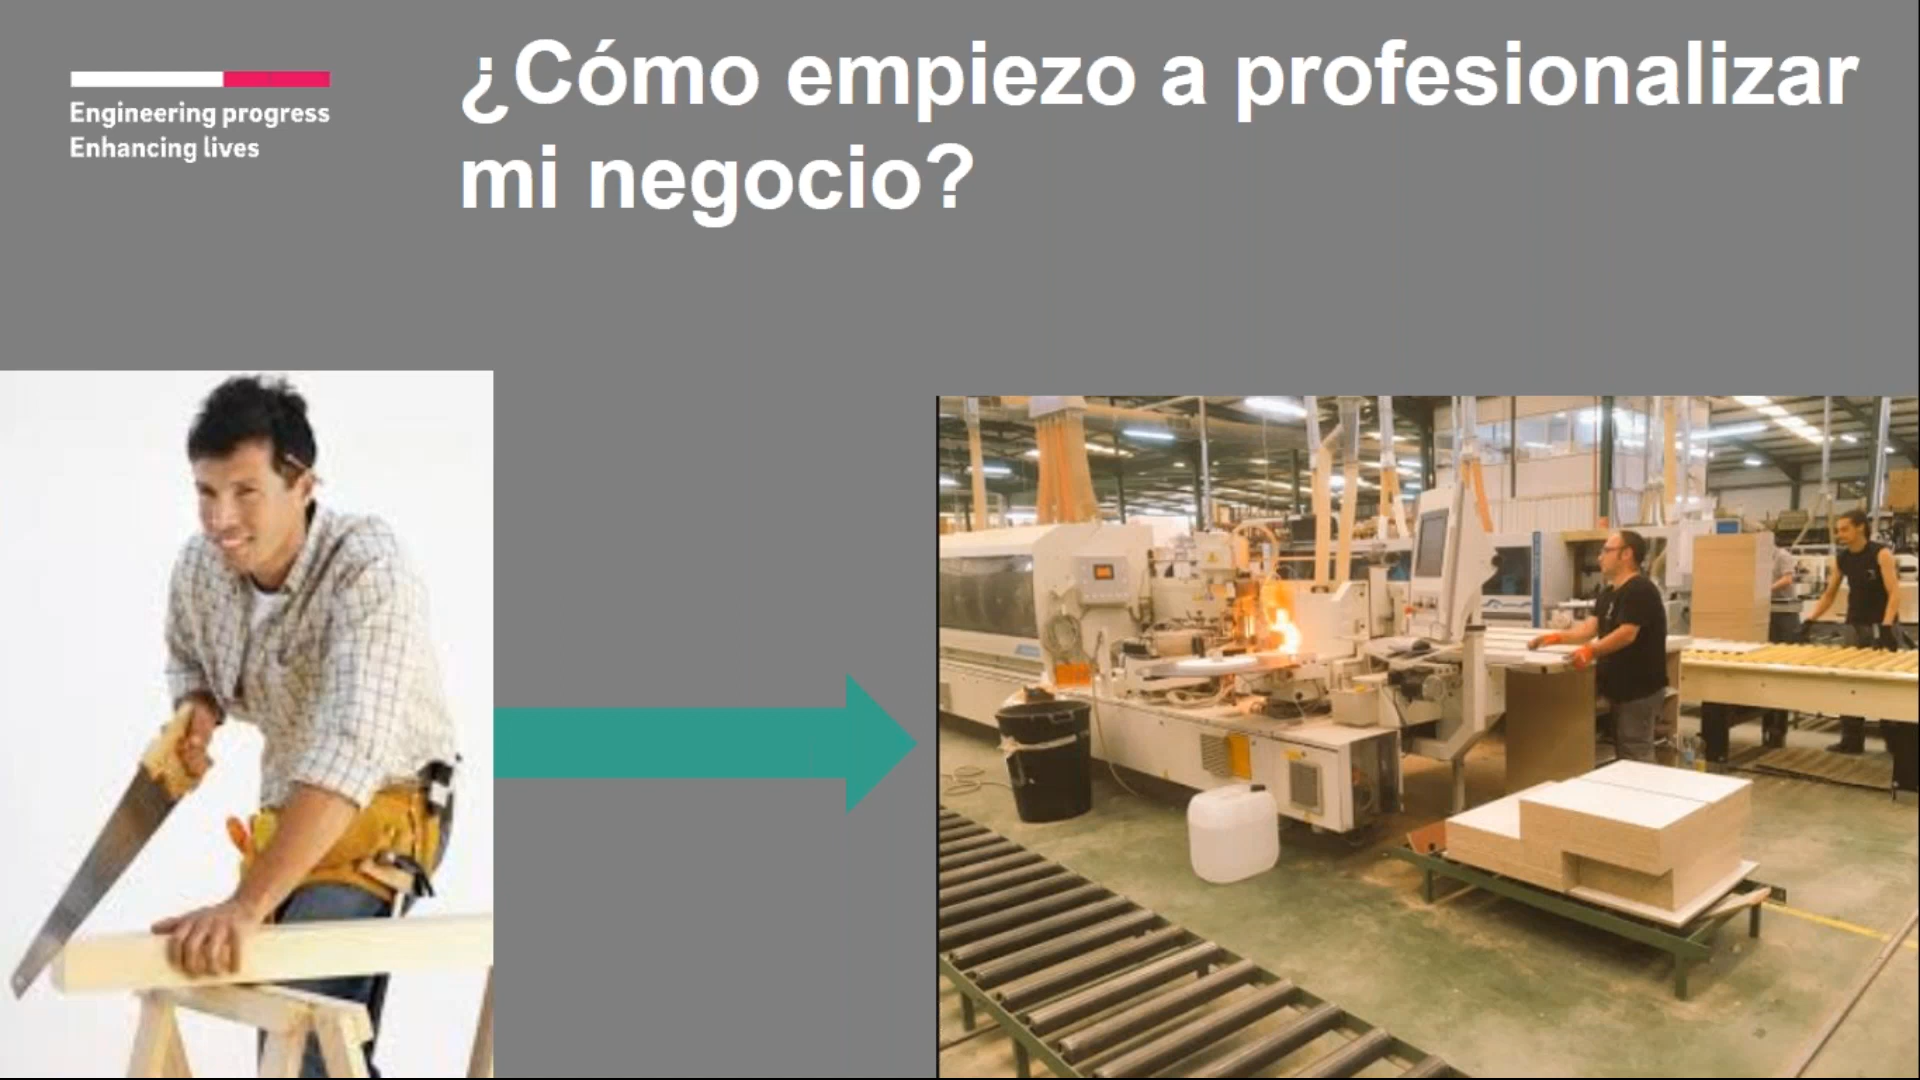 ¿Cómo empiezo a profesionalizar
mi negocio?
Engineering progress
Enhancing lives